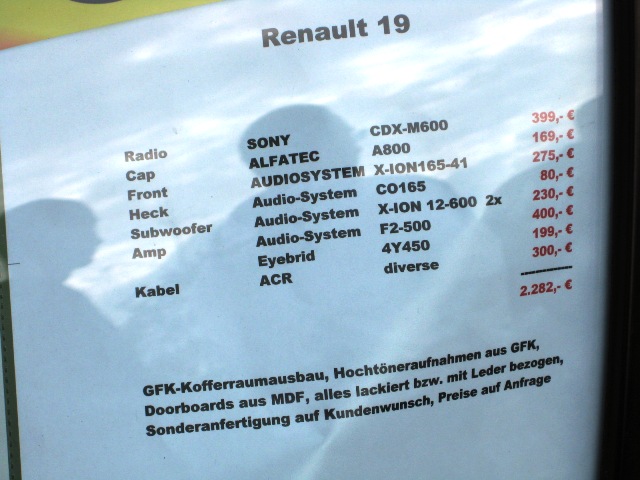 Renault 19
Radio SONY CDX-M600 399,- €
Cap ALFATEC A800 169,- €
Front AUDIOSYSTEM X-ION165-41 275,- €
Heck Audio-System CO165 80,- €
Subwoofer Audio-System X-ION 12-600 2x 230,- €
Amp Audio-System F2-500 400,- €
Eyebrid 4Y450 199,- €
Kabel ACR diverse 300,- €
2.282,- €
GFK-Kofferraumausbau, Hochtöneraufnahmen aus GFK,
Doorboards aus MDF, alles lackiert bzw. mit Leder bezogen,
Sonderanfertigung auf Kundenwunsch, Preise auf Anfrage